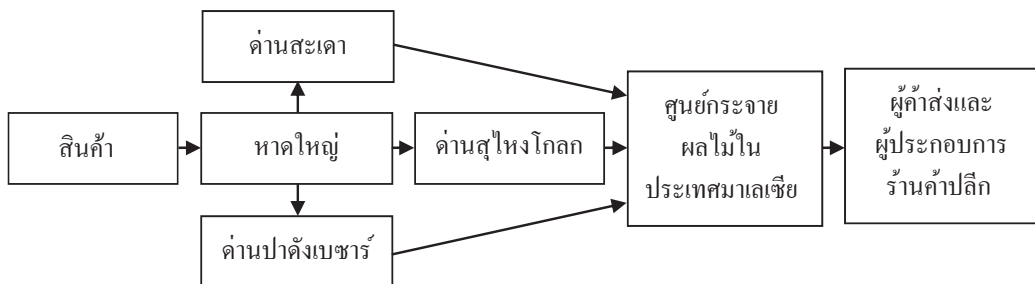 ด่านสะเดา
สินค้า
หาดใหญ่
ด่านสุไหงโกลก
ด่านปาดังเบซาร์
ศูนย์กระจาย
ผลไม้ใน
ประเทศมาเลเซีย
ผู้ค้าส่งและ
ผู้ประกอบการ
ร้านค้าปลีก